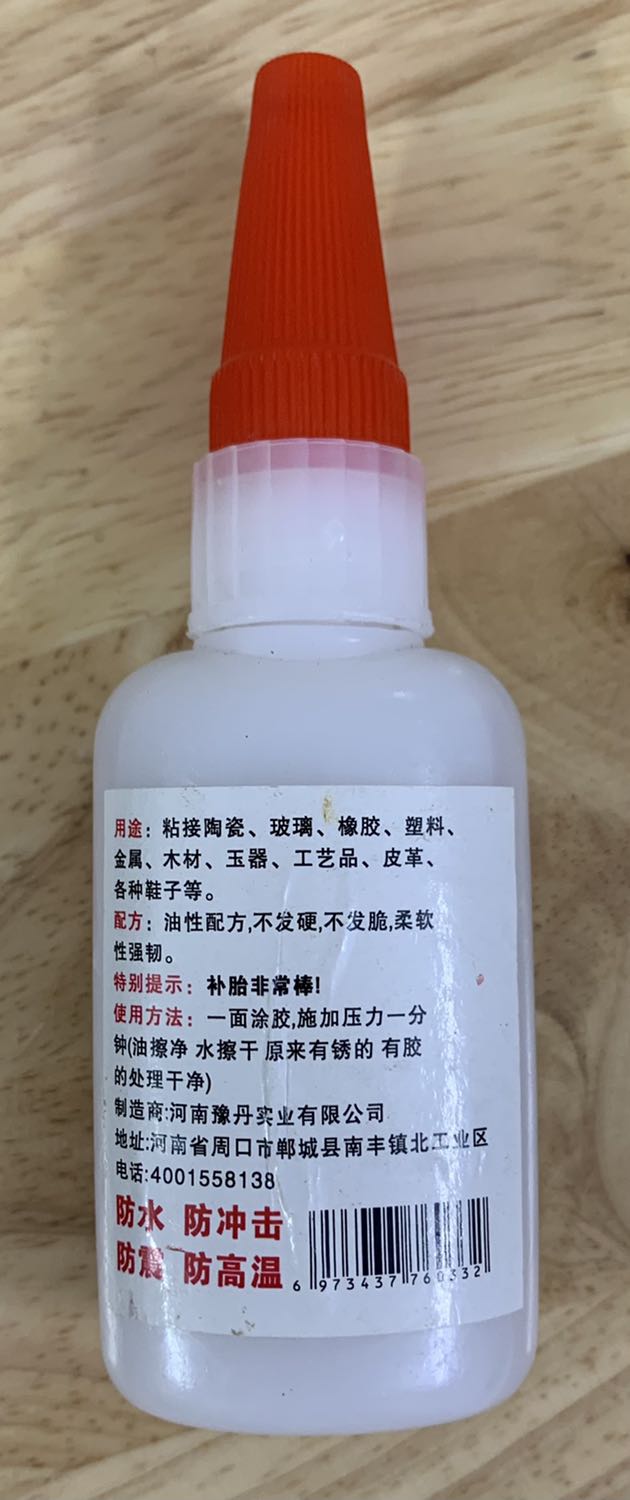 用途：粘接陶瓷、玻璃、橡胶、塑料、
金属、木材、玉器、工艺品、皮革、
各种鞋子等。
配方：油性配方,不发硬,不发脆,柔软
性强韧。
特别提示：补胎非常棒!
使用方法：一面涂胶,施加压力一分
钟(油擦净 水擦干 原来有锈的 有胶
的处理干净)
制造商:河南豫丹实业有限公司
地址:河南省周口市郸城县南丰镇北工业区
电话:4001558138
防水 防冲击
防震 防高温
6 973437 760332